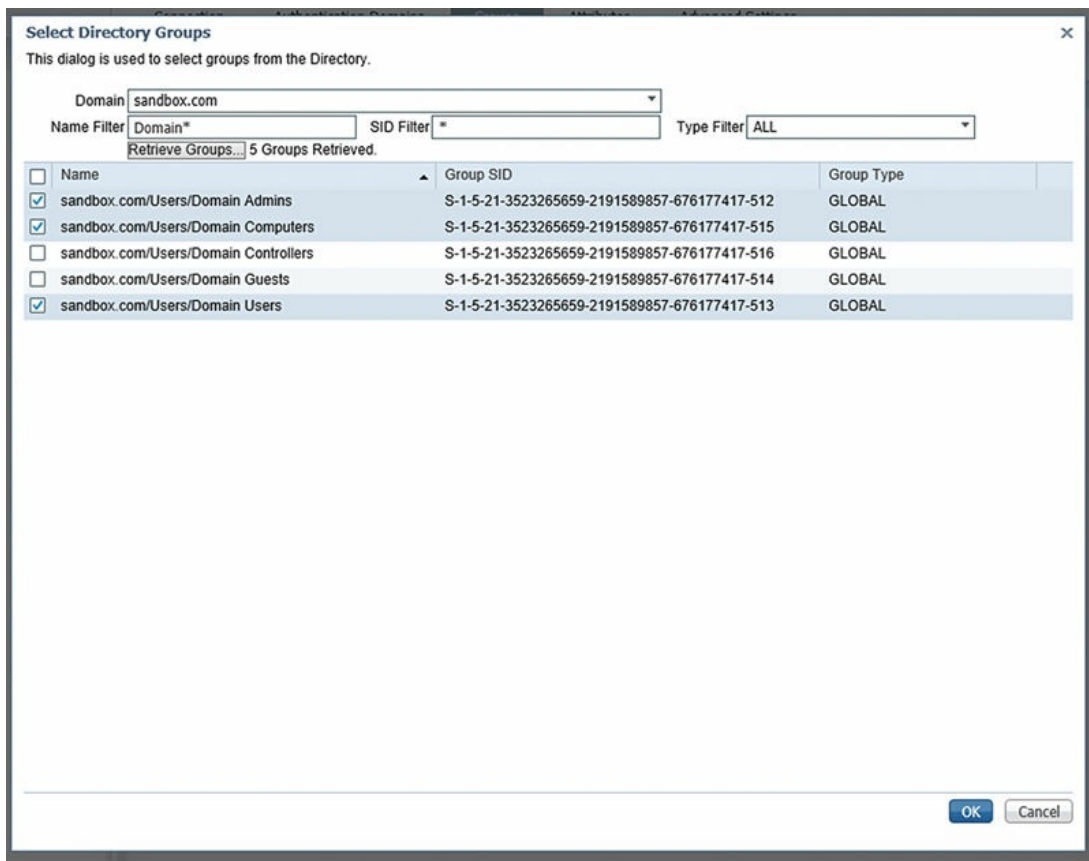 Select Directory Groups
This dialog is used to select groups from the Directory.
Domain sandbox.com
Name Filter Domain* SID Filter * Type Filter ALL
Retrieve Groups... 5 Groups Retrieved.
Name Group SID Group Type
sandbox.com/Users/Domain Admins S-1-5-21-3523265659-2191589857-676177417-512 GLOBAL
sandbox.com/Users/Domain Computers S-1-5-21-3523265659-2191589857-676177417-515 GLOBAL
sandbox.com/Users/Domain Controllers S-1-5-21-3523265659-2191589857-676177417-516 GLOBAL
sandbox.com/Users/Domain Guests S-1-5-21-3523265659-2191589857-676177417-514 GLOBAL
sandbox.com/Users/Domain Users S-1-5-21-3523265659-2191589857-676177417-513 GLOBAL
OK Cancel